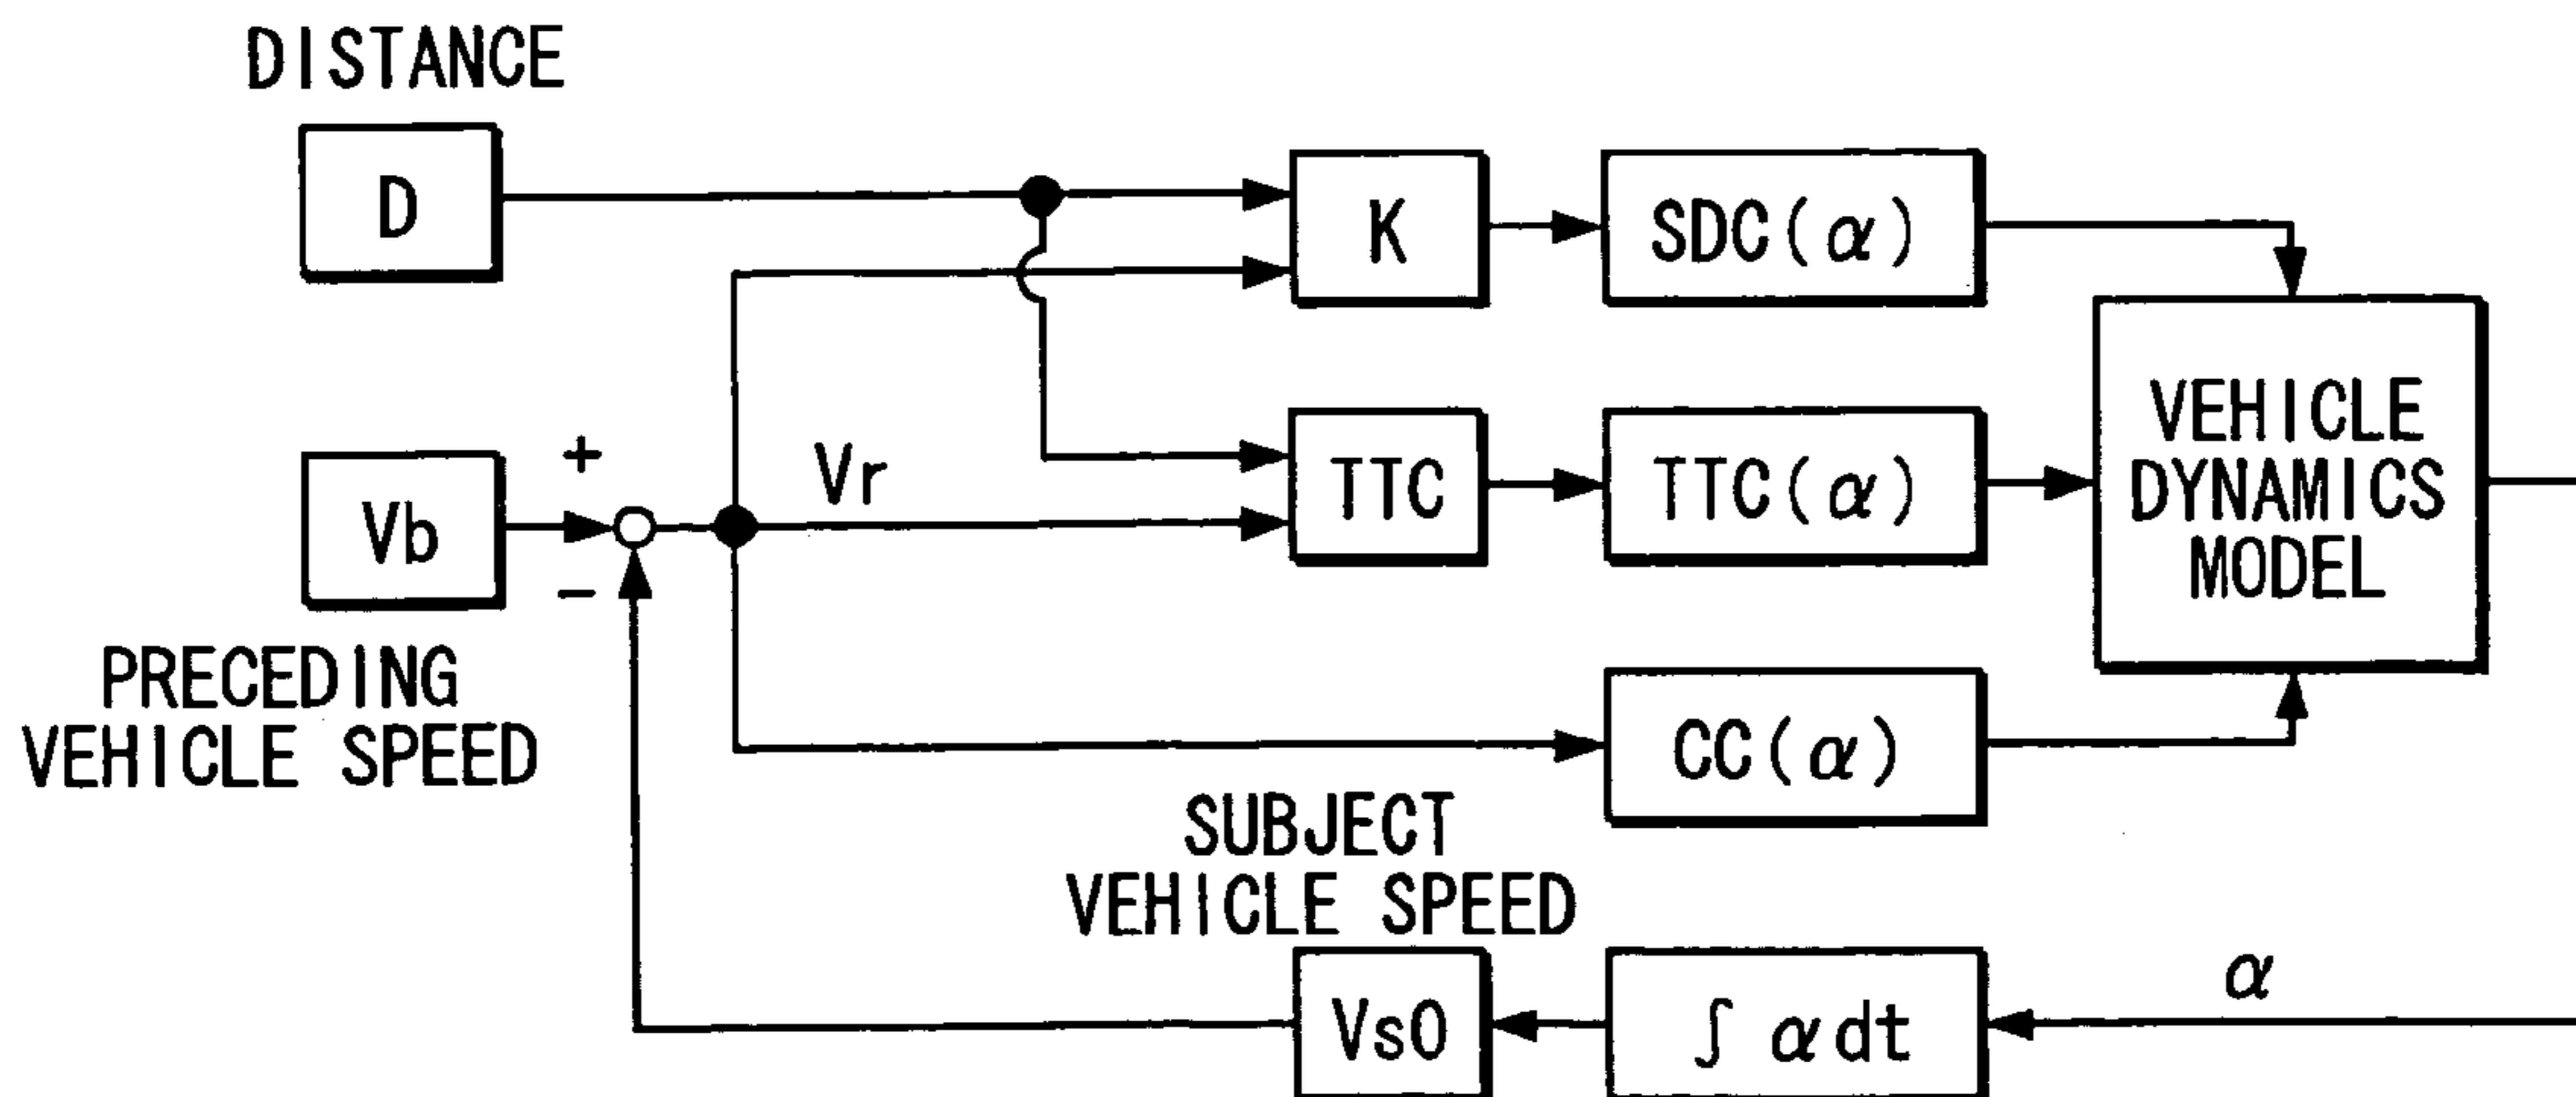 DISTANCE
D
K
SDC(α)
+
Vb
−
Vr
TTC
TTC(α)
VEHICLE
DYNAMICS
MODEL
PRECEDING
VEHICLE SPEED
CC(α)
SUBJECT
VEHICLE SPEED
Vs0
∫ αdt
α